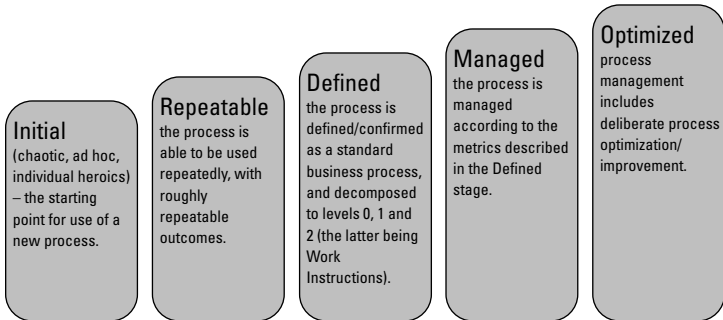 Initial
(chaotic, ad hoc,
individual heroics)
– the starting
point for use of a
new process.
Repeatable
the process is
able to be used
repeatedly, with
roughly
repeatable
outcomes.
Defined
the process is
defined/confirmed
as a standard
business process,
and decomposed
to levels 0, 1 and
2 (the latter being
Work
Instructions).
Managed
the process is
managed
according to the
metrics described
in the Defined
stage.
Optimized
process
management
includes
deliberate process
optimization/
improvement.